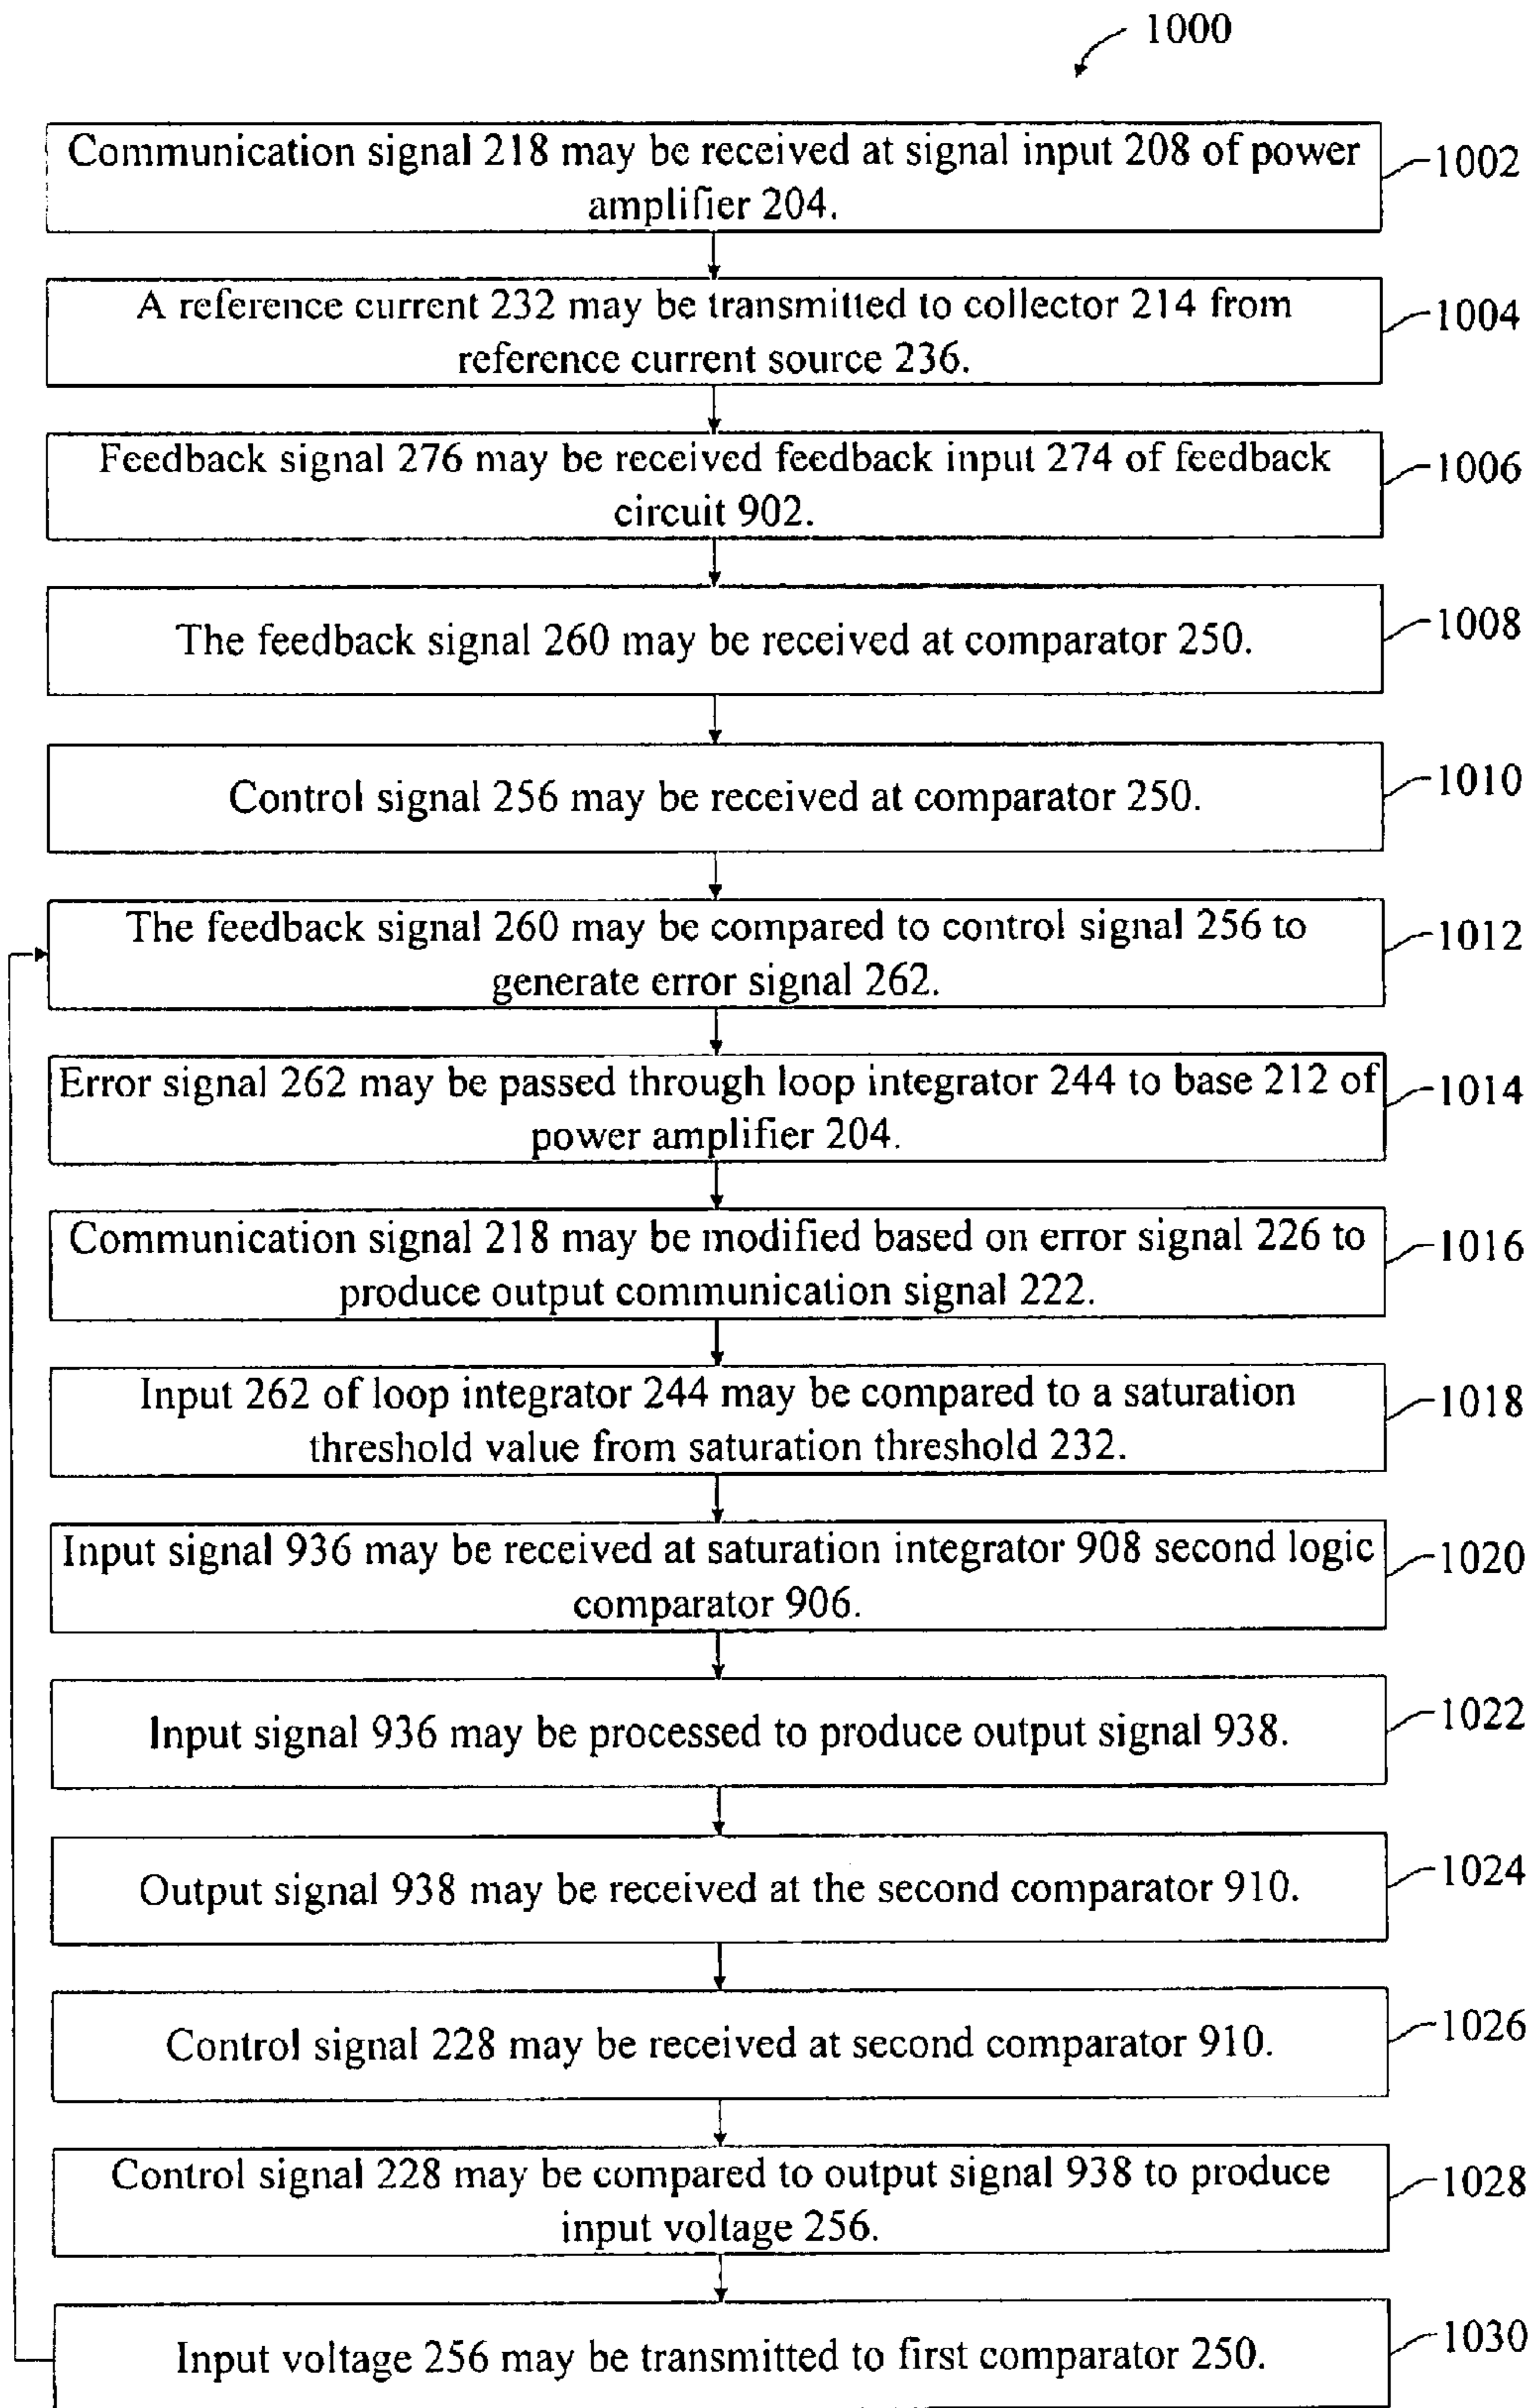 1000
Communication signal 218 may be received at signal input 208 of power
amplifier 204.
1002
A reference current 232 may be transmitted to collector 214 from
reference current source 236.
1004
Feedback signal 276 may be received feedback input 274 of feedback
circuit 902.
1006
The feedback signal 260 may be received at comparator 250.
1008
Control signal 256 may be received at comparator 250.
1010
The feedback signal 260 may be compared to control signal 256 to
generate error signal 262.
1012
Error signal 262 may be passed through loop integrator 244 to base 212 of
power amplifier 204.
1014
Communication signal 218 may be modified based on error signal 226 to
produce output communication signal 222.
1016
Input 262 of loop integrator 244 may be compared to a saturation
threshold value from saturation threshold 232.
1018
Input signal 936 may be received at saturation integrator 908 second logic
comparator 906.
1020
Input signal 936 may be processed to produce output signal 938.
1022
Output signal 938 may be received at the second comparator 910.
1024
Control signal 228 may be received at second comparator 910.
1026
Control signal 228 may be compared to output signal 938 to produce
input voltage 256.
1028
Input voltage 256 may be transmitted to first comparator 250.
1030